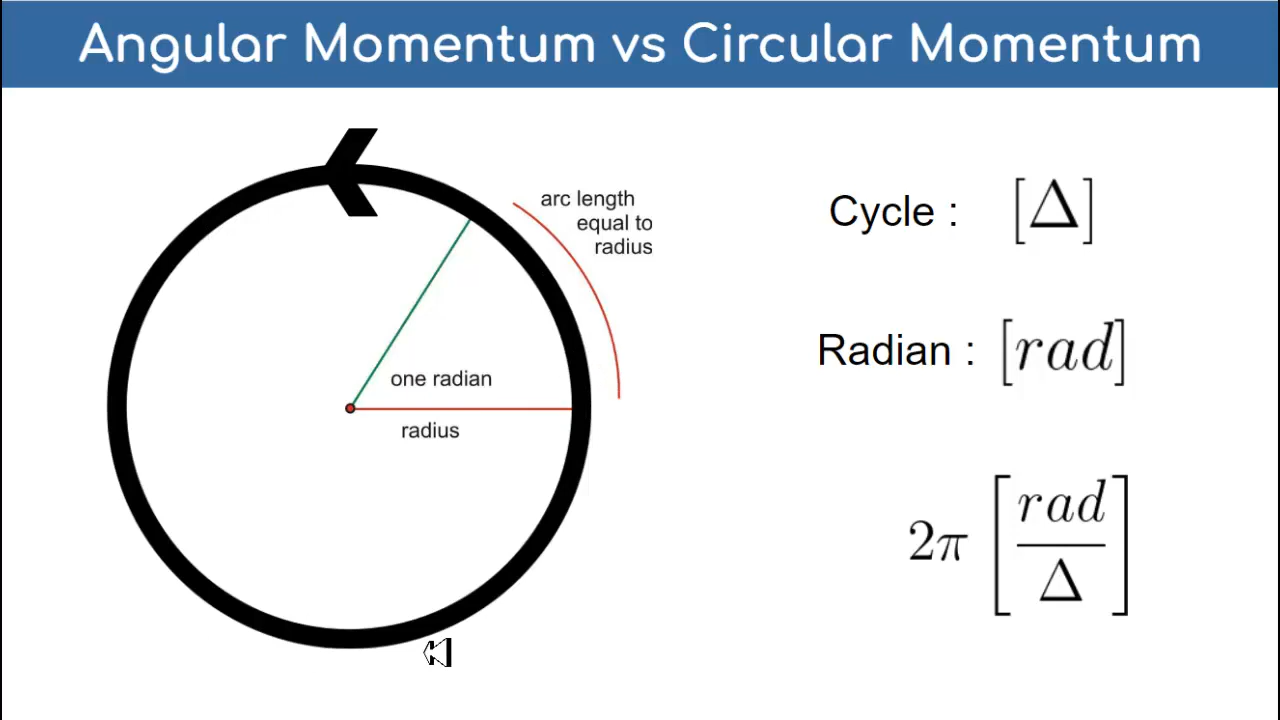 Angular Momentum vs Circular Momentum
arc length
equal to
radius
one radian
radius
Cycle : [Δ]
Radian : [rad]
2π [rad/Δ]